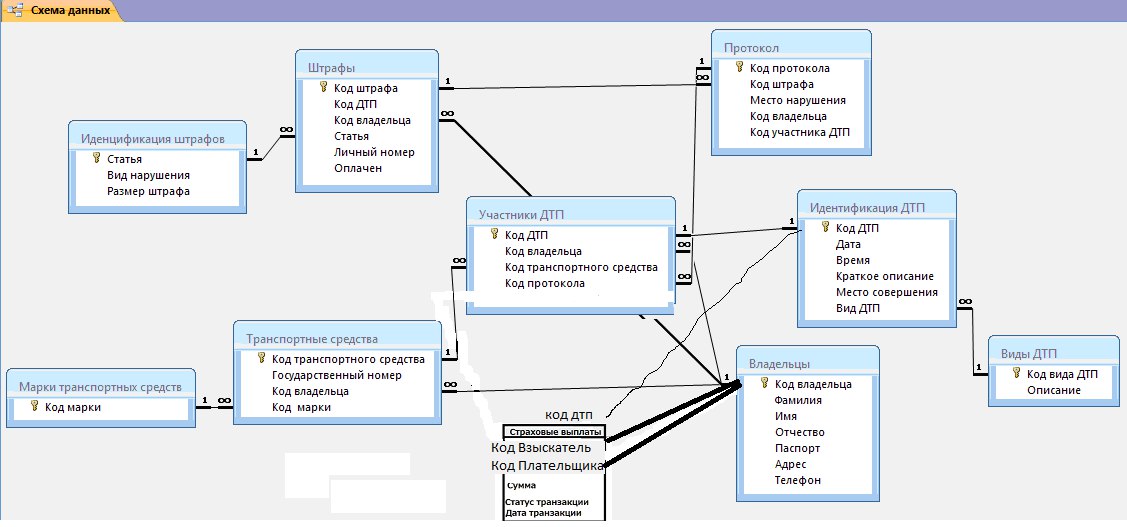 Схема данных
Штрафы
Код штрафа
Код ДТП
Код владельца
Статья
Личный номер
Оплачен
1
∞
Протокол
Код протокола
Код штрафа
Место нарушения
Код владельца
Код участника ДТП
1
∞
Иденцификация штрафов
Статья
Вид нарушения
Размер штрафа
1
∞
Участники ДТП
Код ДТП
Код владельца
Код транспортного средства
Код протокола
1
∞
∞
∞
Идентификация ДТП
Код ДТП
Дата
Время
Краткое описание
Место совершения
Вид ДТП
1
∞
Транспортные средства
Код транспортного средства
Государственный номер
Код владельца
Код марки
1
∞
∞
Марки транспортных средств
Код марки
1
Владельцы
Код владельца
Фамилия
Имя
Отчество
Паспорт
Адрес
Телефон
1
Виды ДТП
Код вида ДТП
Описание
1
код дтп
Страховые выплаты
Код Взыскатель
Код Плательщика
Сумма
Статус транзакции
Дата транзакции